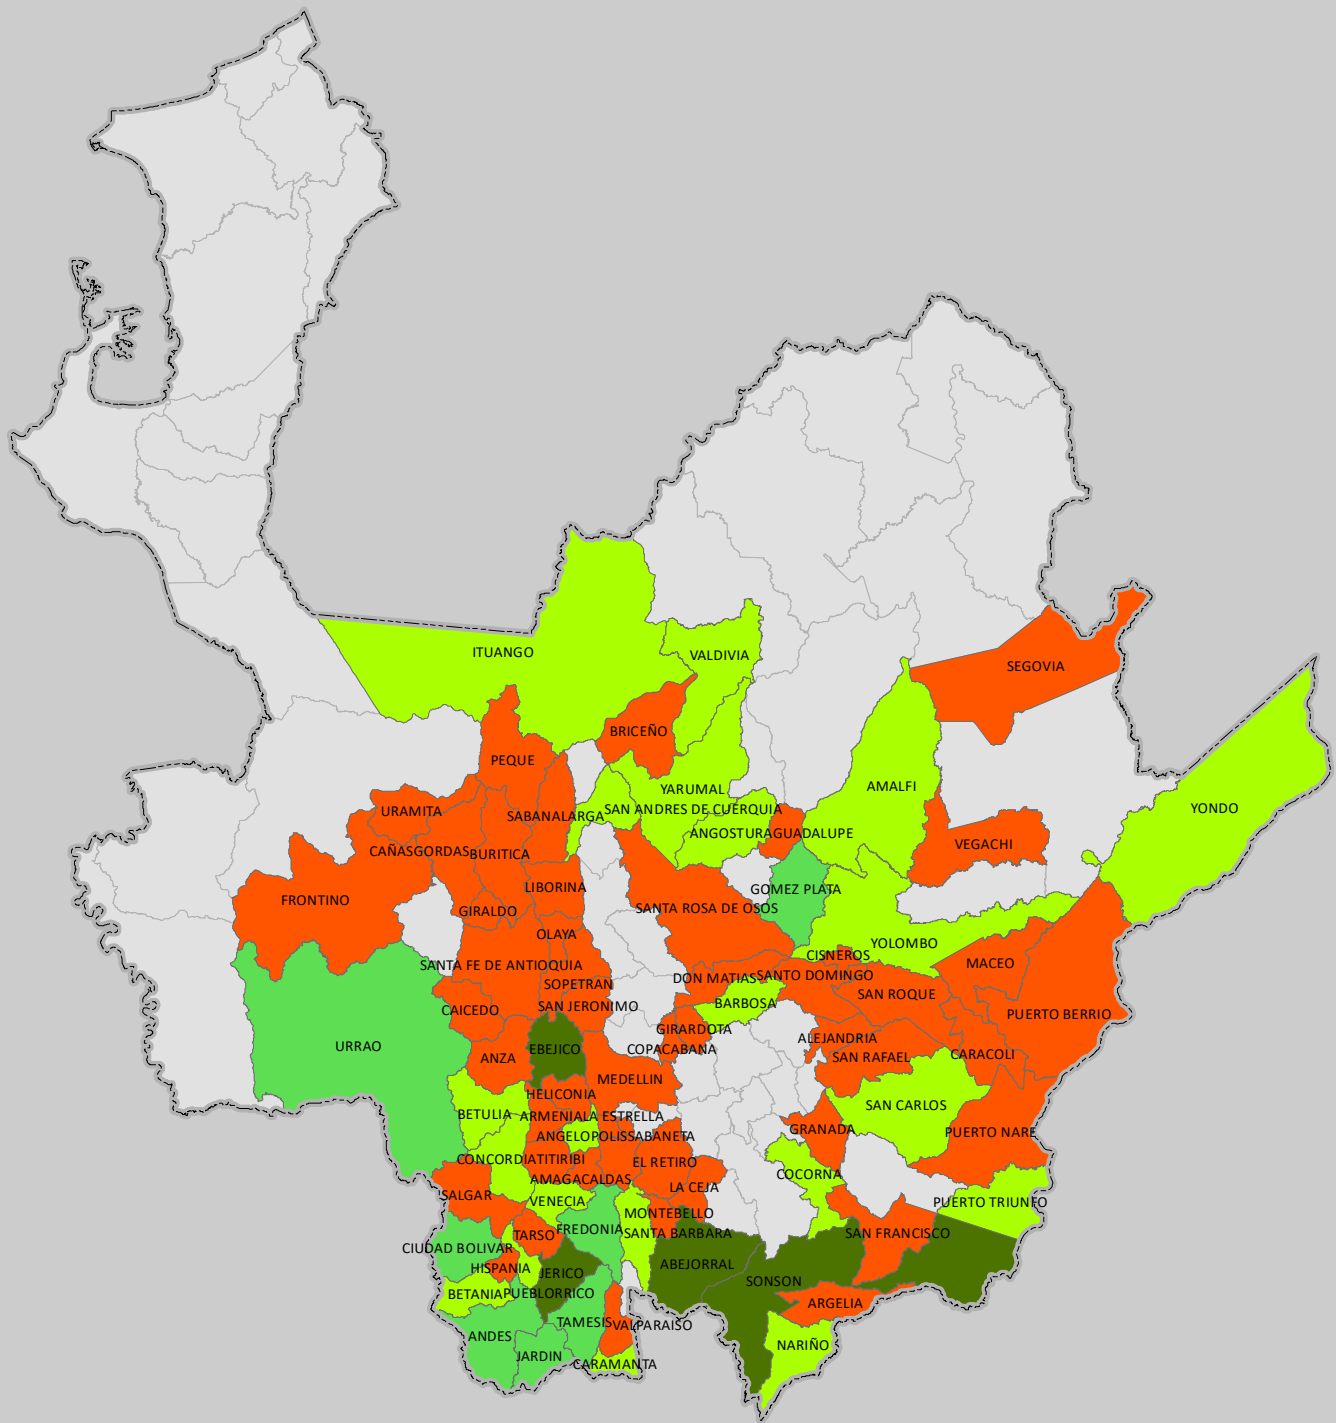 ITUANGO
VALDIVIA
SEGOVIA
BRICEÑO
PEQUE
YARUMAL
AMALFI
YONDO
URAMITA
SABANALARGA
SAN ANDRES DE CUERQUIA
ANGOSTURA
GUADALUPE
CAÑASGORDAS
BURITICA
VEGACHI
LIBORINA
GOMEZ PLATA
FRONTINO
GIRALDO
SANTA ROSA DE OSOS
OLAYA
YOLOMBO
CISNEROS
SANTA FE DE ANTIOQUIA
MACEO
DON MATIAS
SANTO DOMINGO
SOPETRAN
SAN ROQUE
BARBOSA
CAICEDO
SAN JERONIMO
PUERTO BERRIO
GIRARDOTA
ALEJANDRIA
URRAO
EBEJICO
COPACABANA
ANZA
SAN RAFAEL
CARACOLI
MEDELLIN
HELICONIA
SAN CARLOS
BETULIA
ARMENIA
LA ESTRELLA
GRANADA
ANGELOPOLIS
SABANETA
PUERTO NARE
CONCORDIA
TITIRIBI
EL RETIRO
COCORNA
AMAGA
CALDAS
LA CEJA
SALGAR
VENECIA
PUERTO TRIUNFO
MONTEBELLO
FREDONIA
TARSO
SANTA BARBARA
SAN FRANCISCO
CIUDAD BOLIVAR
ABEJORRAL
HISPANIA
JERICO
SONSON
BETANIA
PUEBLORRICO
ARGELIA
TAMESIS
VALPARAISO
ANDES
NARIÑO
JARDIN
CARAMANTA